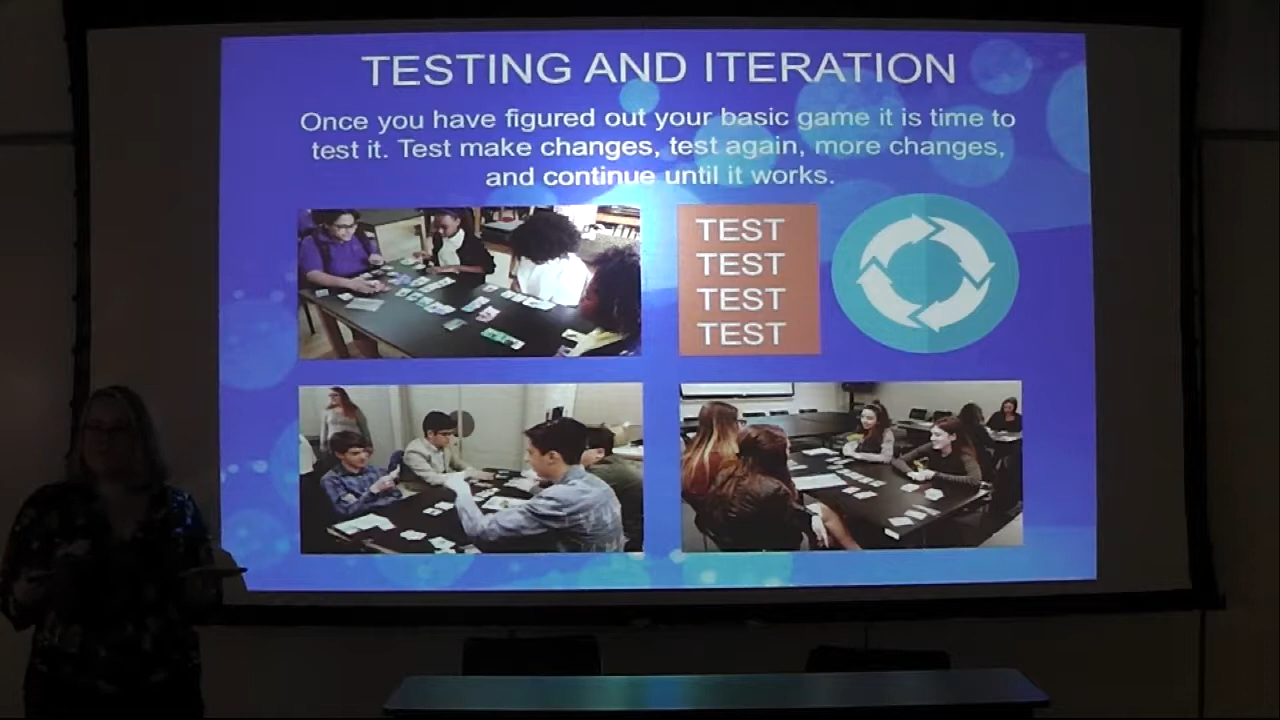 TESTING AND ITERATION
Once you have figured out your basic game it is time to
test it. Test make changes, test again, more changes,
and continue until it works.
TEST
TEST
TEST
TEST